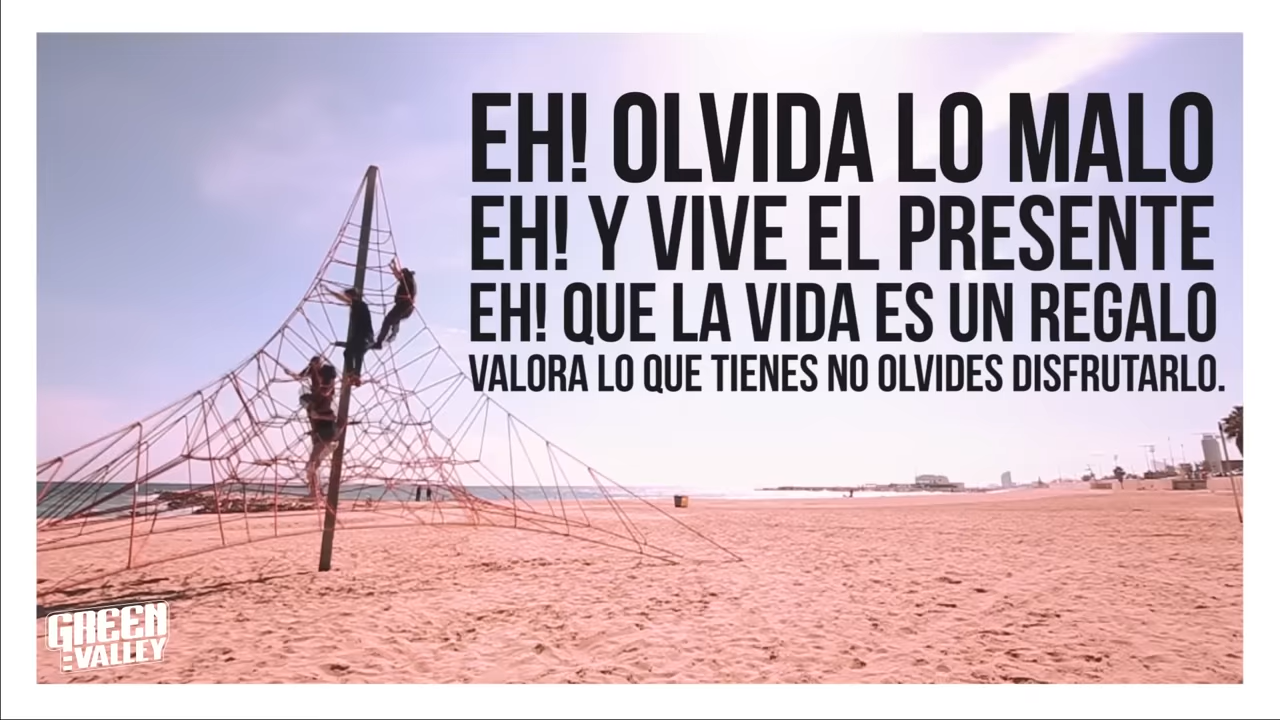 EH! OLVIDA LO MALO
EH! Y VIVE EL PRESENTE
EH! QUE LA VIDA ES UN REGALO
VALORA LO QUE TIENES NO OLVIDES DISFRUTARLO.
GREEN
VALLEY